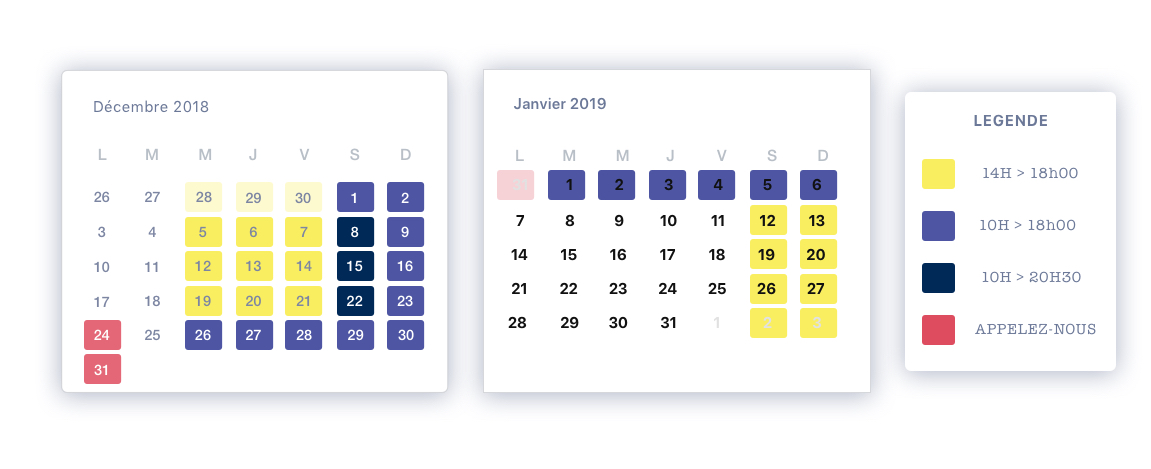 Décembre 2018
L M M J V S D
26 27 28 29 30 1 2
3 4 5 6 7 8 9
10 11 12 13 14 15 16
17 18 19 20 21 22 23
24 25 26 27 28 29 30
31
Janvier 2019
L M M J V S D
31 1 2 3 4 5 6
7 8 9 10 11 12 13
14 15 16 17 18 19 20
21 22 23 24 25 26 27
28 29 30 31 1 2 3
LEGENDE
14H > 18h00
10H > 18h00
10H > 20H30
APPELEZ-NOUS